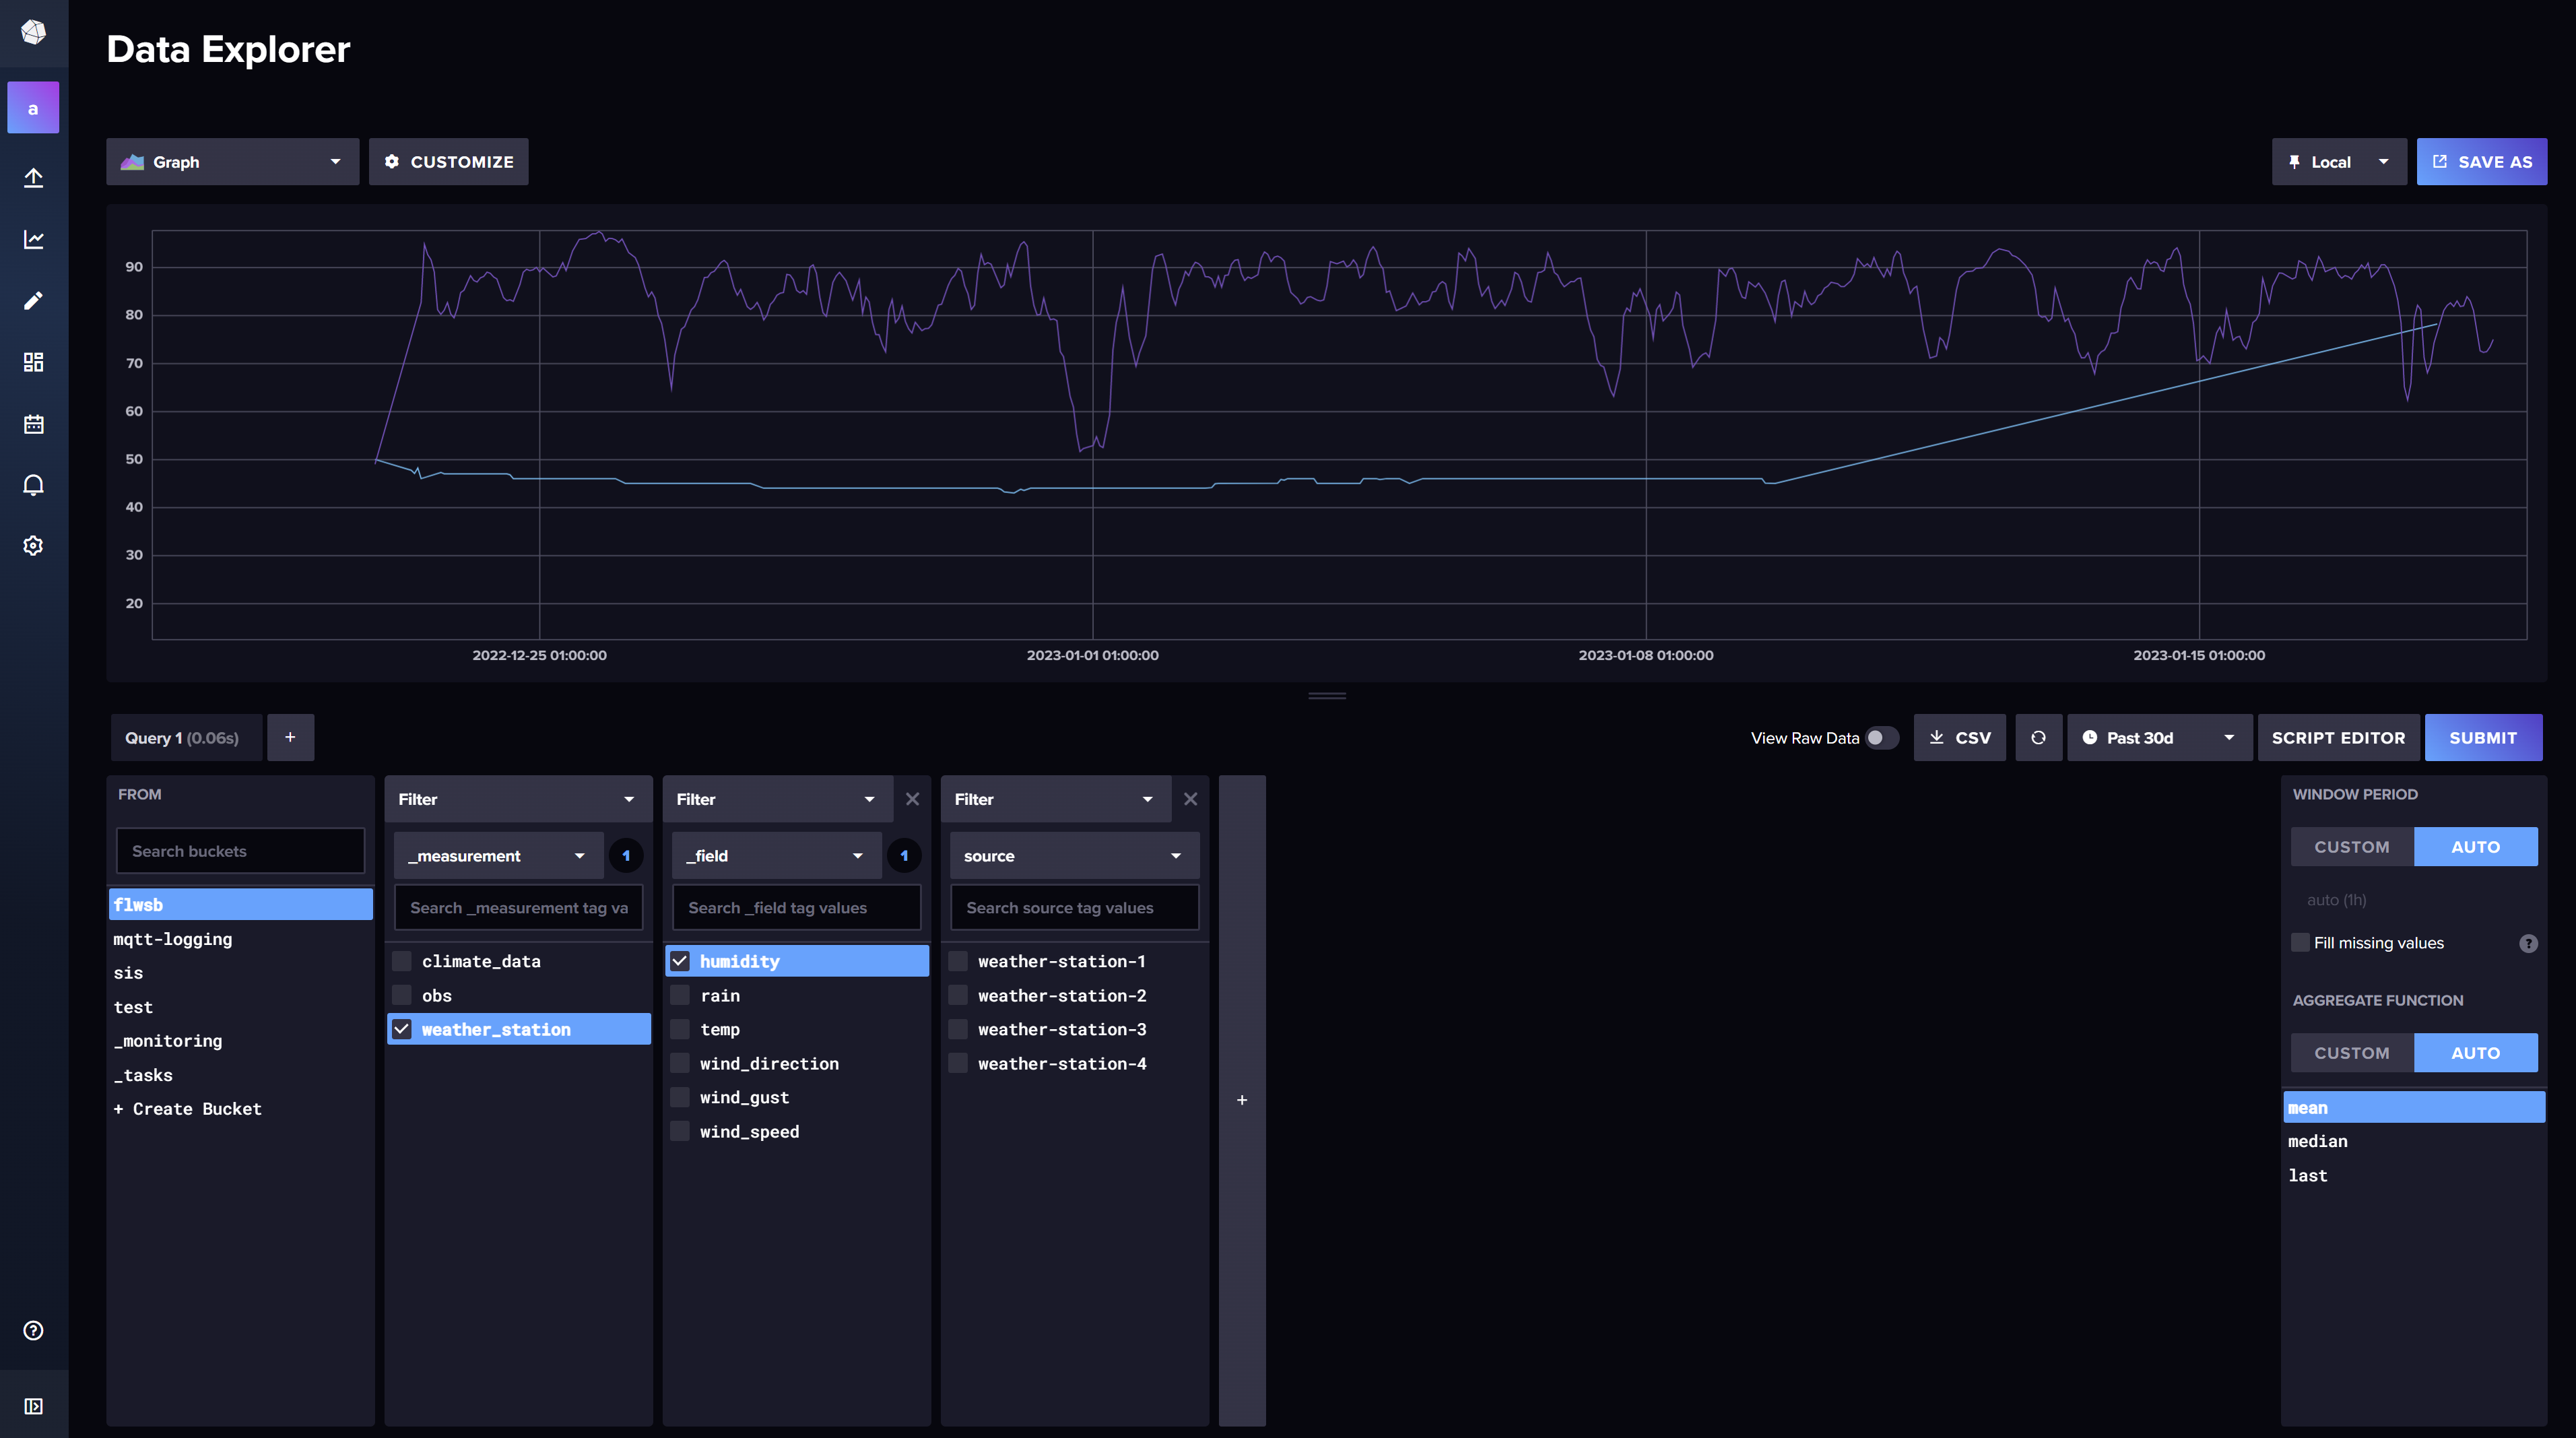 Data Explorer
a
Graph
CUSTOMIZE
Local
SAVE AS
90
80
70
60
50
40
30
20
2022-12-25 01:00:00
2023-01-01 01:00:00
2023-01-08 01:00:00
2023-01-15 01:00:00
Query 1 (0.06s)
+
View Raw Data
CSV
Past 30d
SCRIPT EDITOR
SUBMIT
FROM
Search buckets
flwsb
mqtt-logging
sis
test
_monitoring
_tasks
+ Create Bucket
Filter
_measurement
1
Search _measurement tag va
climate_data
obs
weather_station
Filter
_field
1
Search _field tag values
humidity
rain
temp
wind_direction
wind_gust
wind_speed
Filter
source
Search source tag values
weather-station-1
weather-station-2
weather-station-3
weather-station-4
+
WINDOW PERIOD
CUSTOM
AUTO
auto (1h)
Fill missing values
?
AGGREGATE FUNCTION
CUSTOM
AUTO
mean
median
last
?